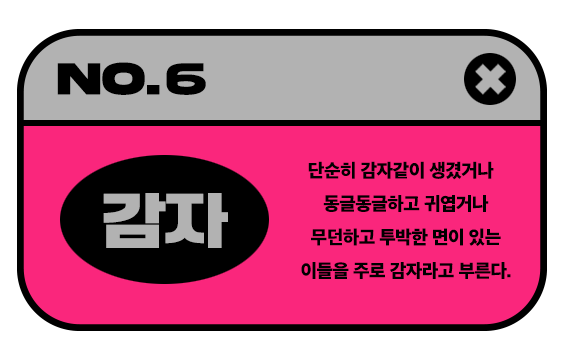 NO.6
감자
단순히 감자같이 생겼거나
동글동글하고 귀엽거나
무던하고 투박한 면이 있는
이들을 주로 감자라고 부른다.